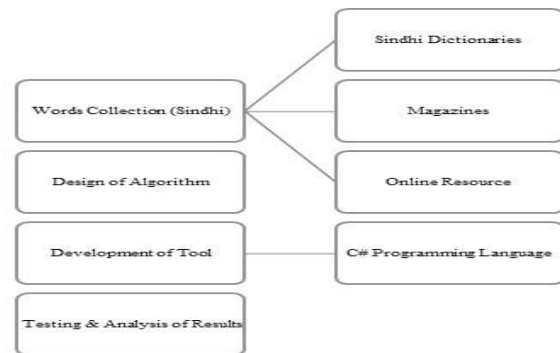 Sindhi Dictionaries
Words Collection (Sindhi)
Magazines
Design of Algorithm
Online Resource
Development of Tool
C# Programming Language
Testing & Analysis of Results